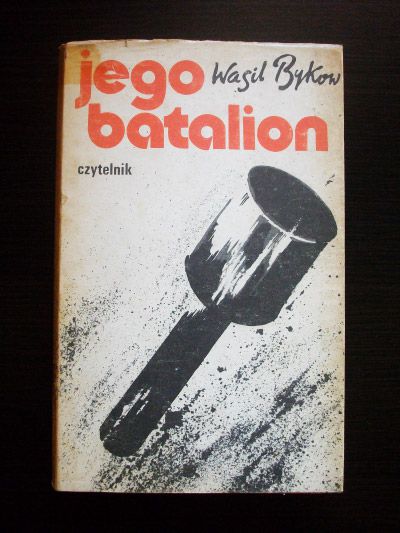 jego Wasil Bykow
batalion
czytelnik